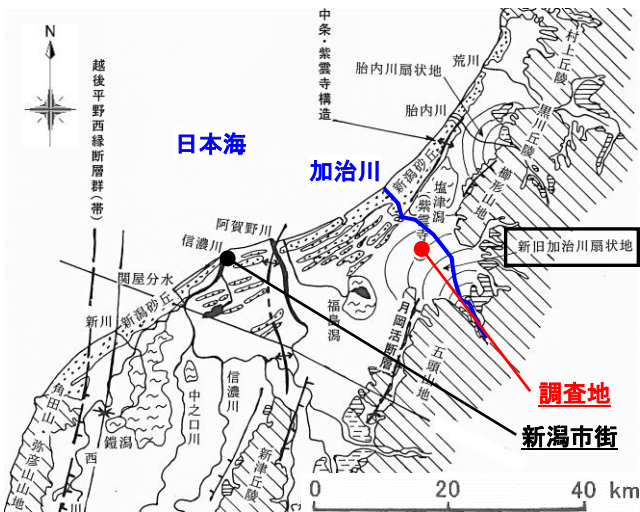 N
越後平野西縁断層群(帯)
中条・紫雲寺構造
荒川
村上丘陵
胎内川扇状地
胎内川
黒川丘陵
櫛形山地
日本海
加治川
新潟砂丘
塩津潟(紫雲寺)
新旧加治川扇状地
阿賀野川
信濃川
関屋分水
新潟砂丘
新川
福島潟
月岡活断層
五頭山地
角田山・弥彦山山地
鎧潟
西川
中之口川
信濃川
新津丘陵
調査地
新潟市街
0 20 40 km